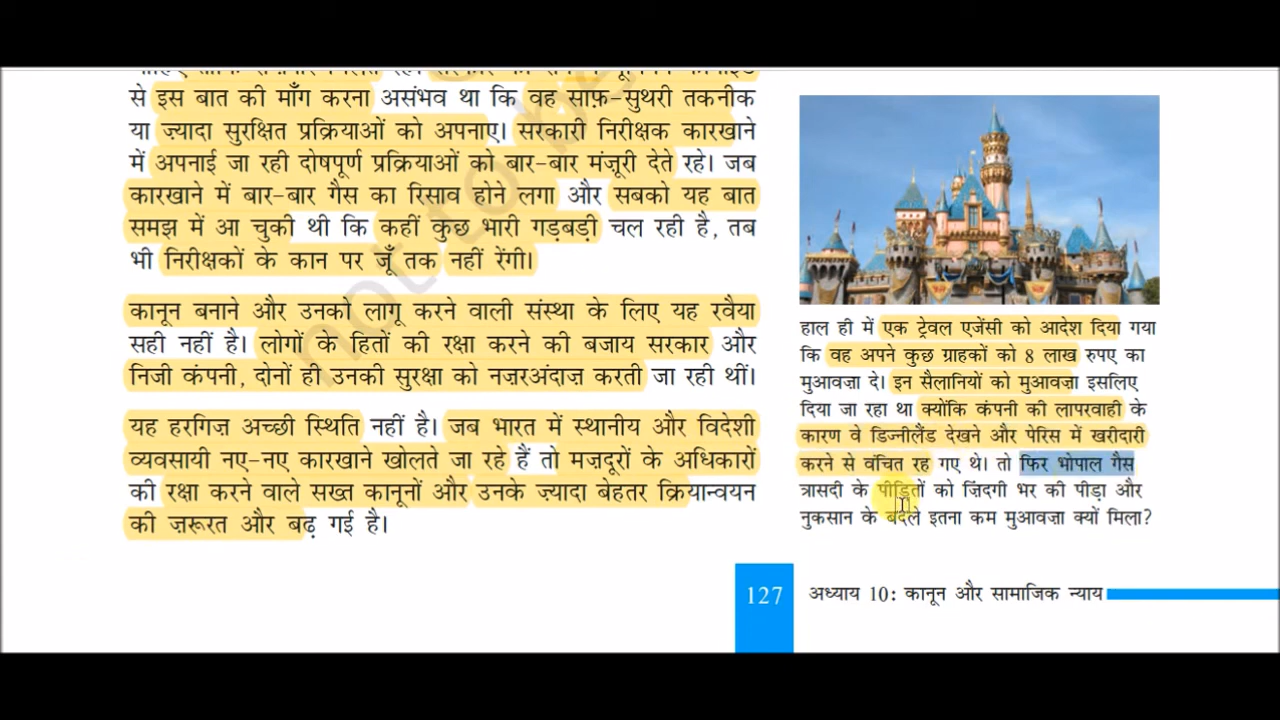 से इस बात की माँग करना असंभव था कि वह साफ़-सुथरी तकनीक
या ज़्यादा सुरक्षित प्रक्रियाओं को अपनाए। सरकारी निरीक्षक कारखाने
में अपनाई जा रही दोषपूर्ण प्रक्रियाओं को बार-बार मंज़ूरी देते रहे। जब
कारखाने में बार-बार गैस का रिसाव होने लगा और सबको यह बात
समझ में आ चुकी थी कि कहीं कुछ भारी गड़बड़ी चल रही है, तब
भी निरीक्षकों के कान पर जूँ तक नहीं रेंगी।
कानून बनाने और उनको लागू करने वाली संस्था के लिए यह रवैया
सही नहीं है। लोगों के हितों की रक्षा करने की बजाय सरकार और
निजी कंपनी, दोनों ही उनकी सुरक्षा को नज़रअंदाज़ करती जा रही थीं।
यह हरगिज़ अच्छी स्थिति नहीं है। जब भारत में स्थानीय और विदेशी
व्यवसायी नए-नए कारखाने खोलते जा रहे हैं तो मज़दूरों के अधिकारों
की रक्षा करने वाले सख्त कानूनों और उनके ज़्यादा बेहतर क्रियान्वयन
की ज़रूरत और बढ़ गई है।
हाल ही में एक ट्रेवल एजेंसी को आदेश दिया गया
कि वह अपने कुछ ग्राहकों को 8 लाख रुपए का
मुआवज़ा दे। इन सैलानियों को मुआवज़ा इसलिए
दिया जा रहा था क्योंकि कंपनी की लापरवाही के
कारण वे डिज्नीलैंड देखने और पेरिस में खरीदारी
करने से वंचित रह गए थे। तो फिर भोपाल गैस
त्रासदी के पीड़ितों को ज़िंदगी भर की पीड़ा और
नुकसान के बदले इतना कम मुआवज़ा क्यों मिला?
127 अध्याय 10: कानून और सामाजिक न्याय
not to be